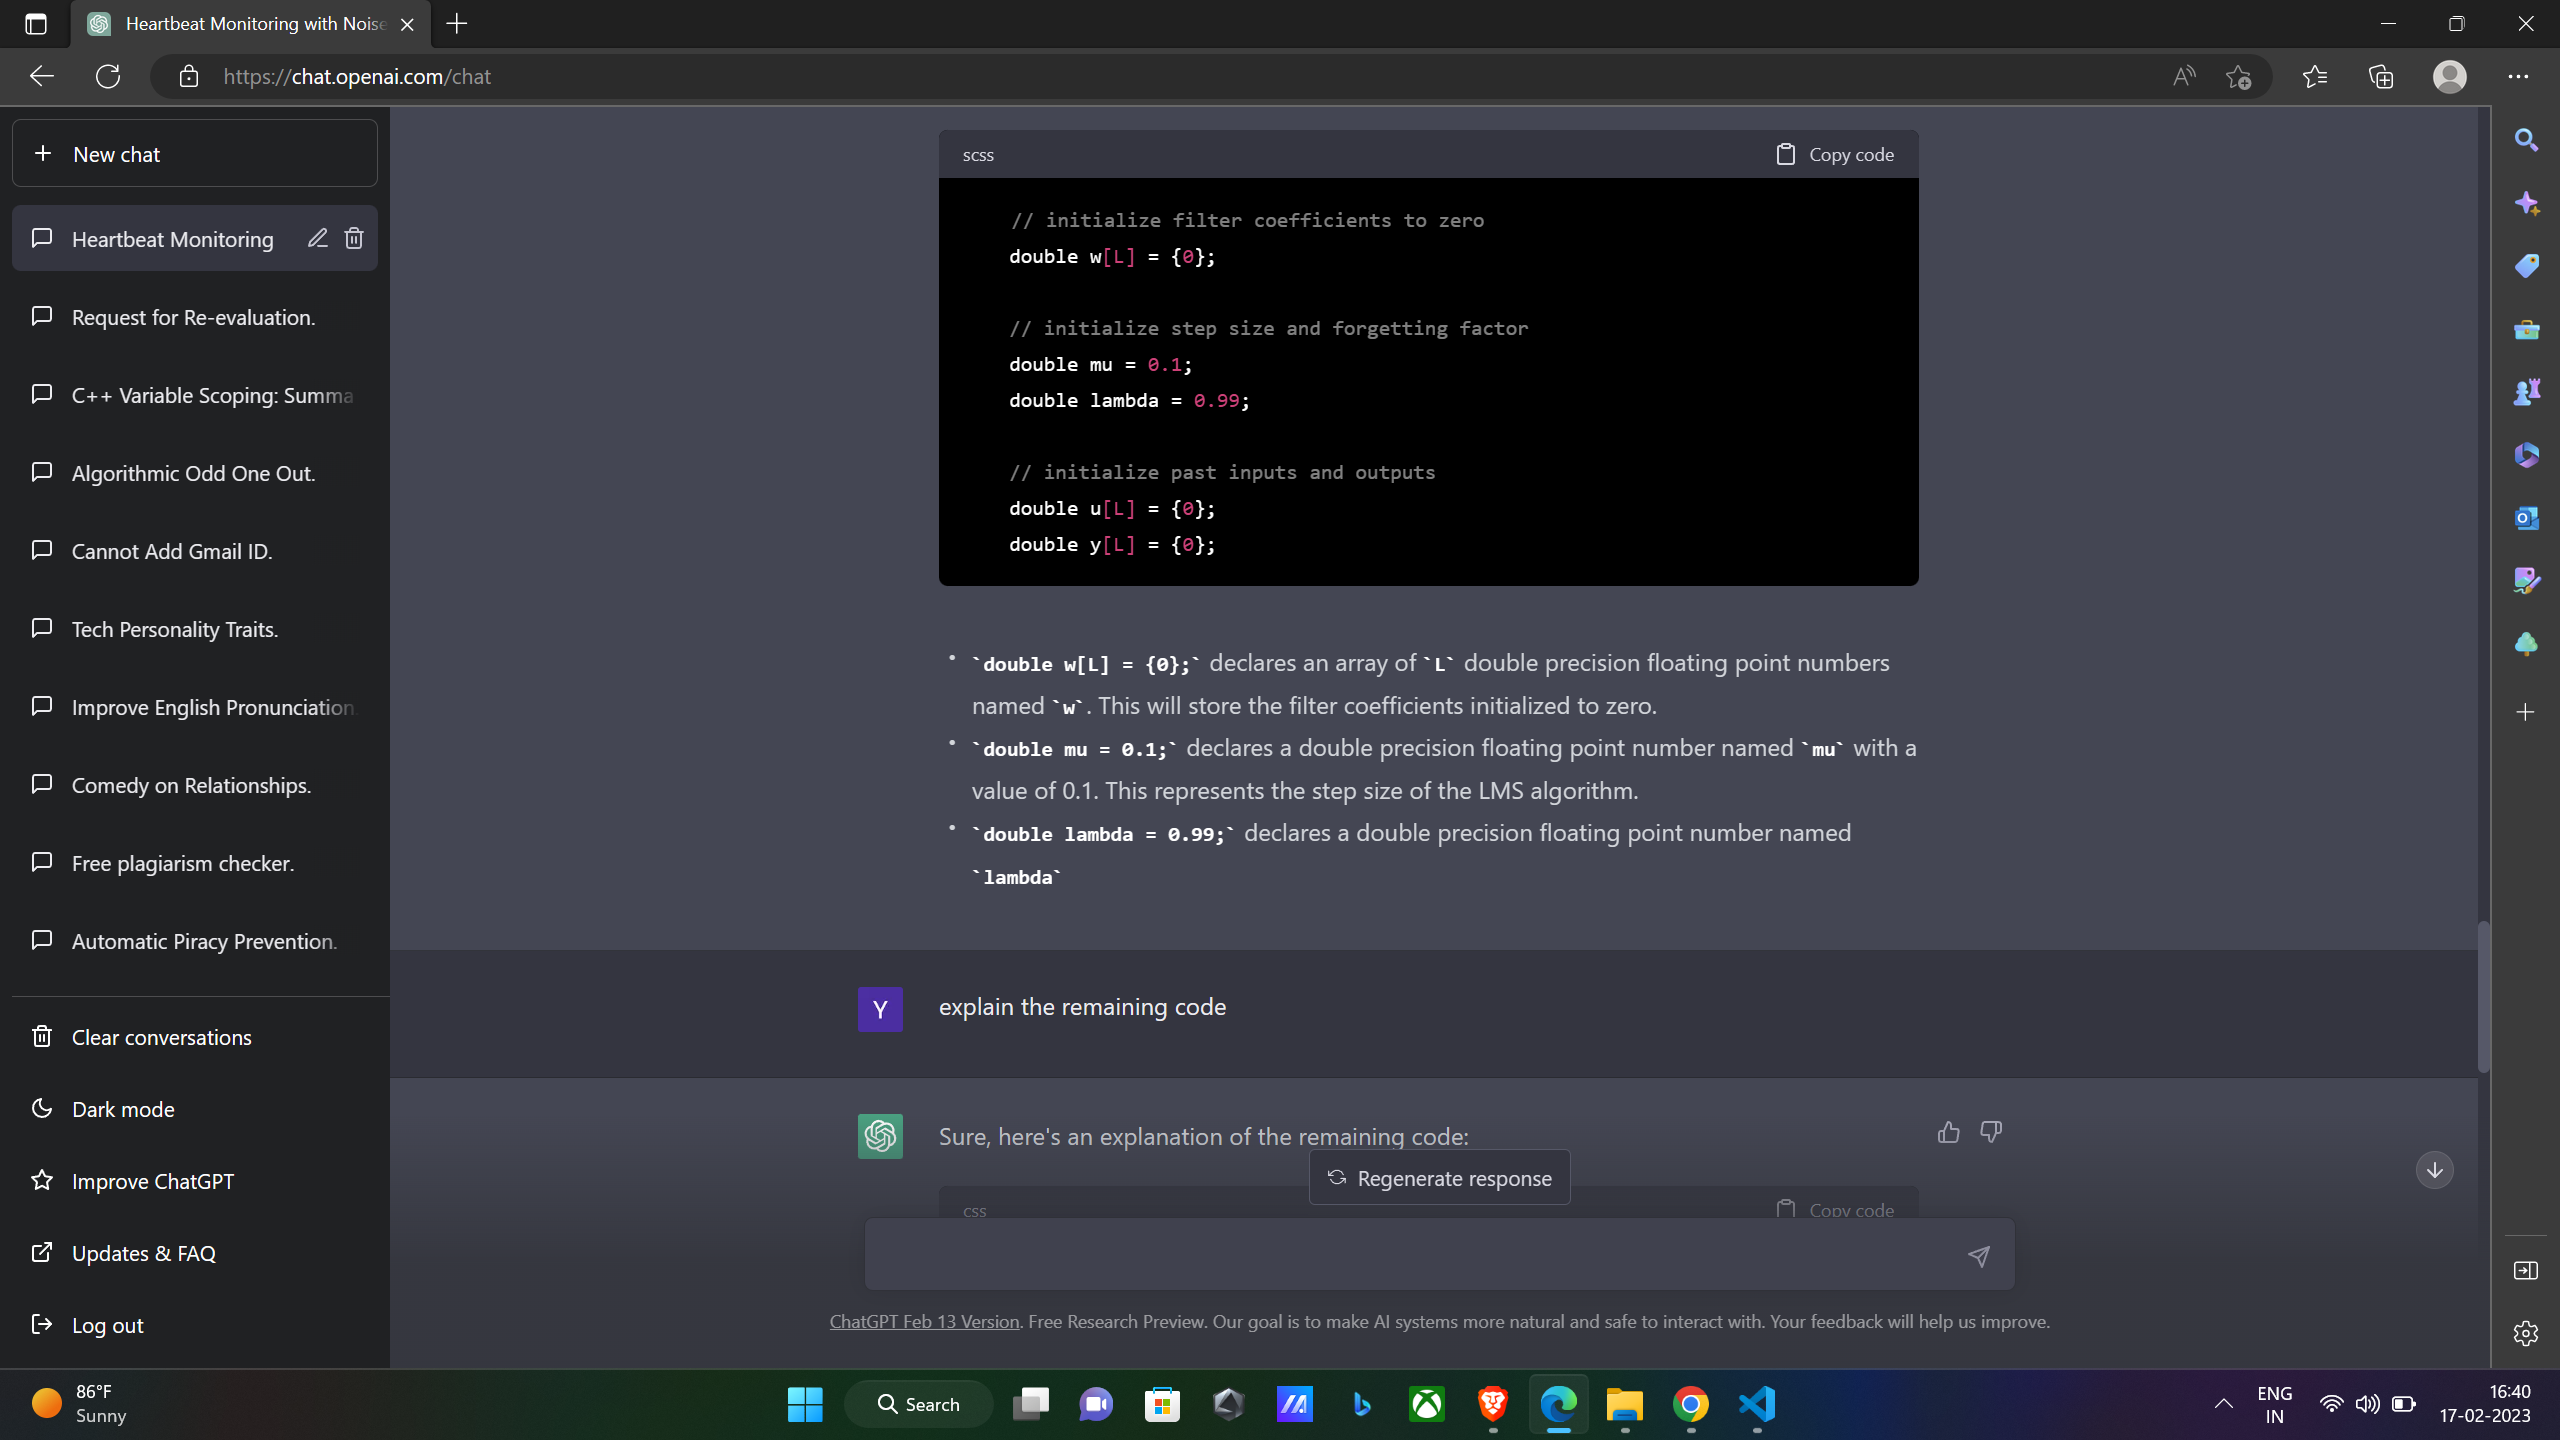 Heartbeat Monitoring with Noise
https://chat.openai.com/chat
New chat
Heartbeat Monitoring
Request for Re-evaluation.
C++ Variable Scoping: Summa
Algorithmic Odd One Out.
Cannot Add Gmail ID.
Tech Personality Traits.
Improve English Pronunciation.
Comedy on Relationships.
Free plagiarism checker.
Automatic Piracy Prevention.
Clear conversations
Dark mode
Improve ChatGPT
Updates & FAQ
Log out
scss
Copy code
// initialize filter coefficients to zero
double w[L] = {0};
// initialize step size and forgetting factor
double mu = 0.1;
double lambda = 0.99;
// initialize past inputs and outputs
double u[L] = {0};
double y[L] = {0};
• `double w[L] = {0};` declares an array of `L` double precision floating point numbers
named `w`. This will store the filter coefficients initialized to zero.
• `double mu = 0.1;` declares a double precision floating point number named `mu` with a
value of 0.1. This represents the step size of the LMS algorithm.
• `double lambda = 0.99;` declares a double precision floating point number named
`lambda`
Y
explain the remaining code
Sure, here's an explanation of the remaining code:
Regenerate response
css
Copy code
ChatGPT Feb 13 Version. Free Research Preview. Our goal is to make AI systems more natural and safe to interact with. Your feedback will help us improve.
86°F
Sunny
Search
ENG
IN
16:40
17-02-2023